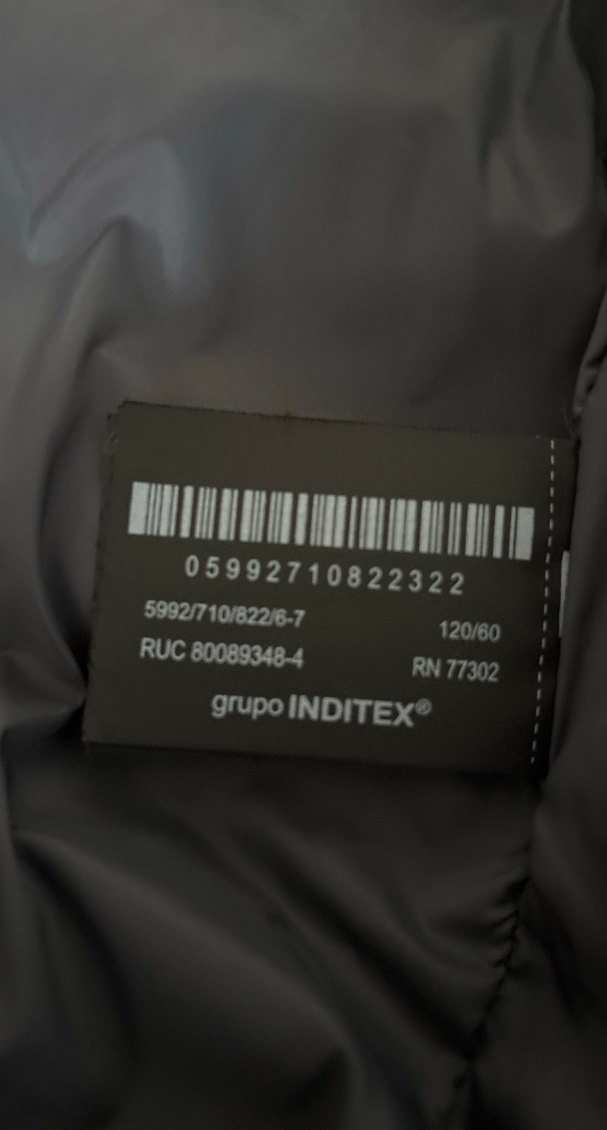 05992710822322
5992/710/822/6-7 120/60
RUC 80089348-4 RN 77302
grupo INDITEX®